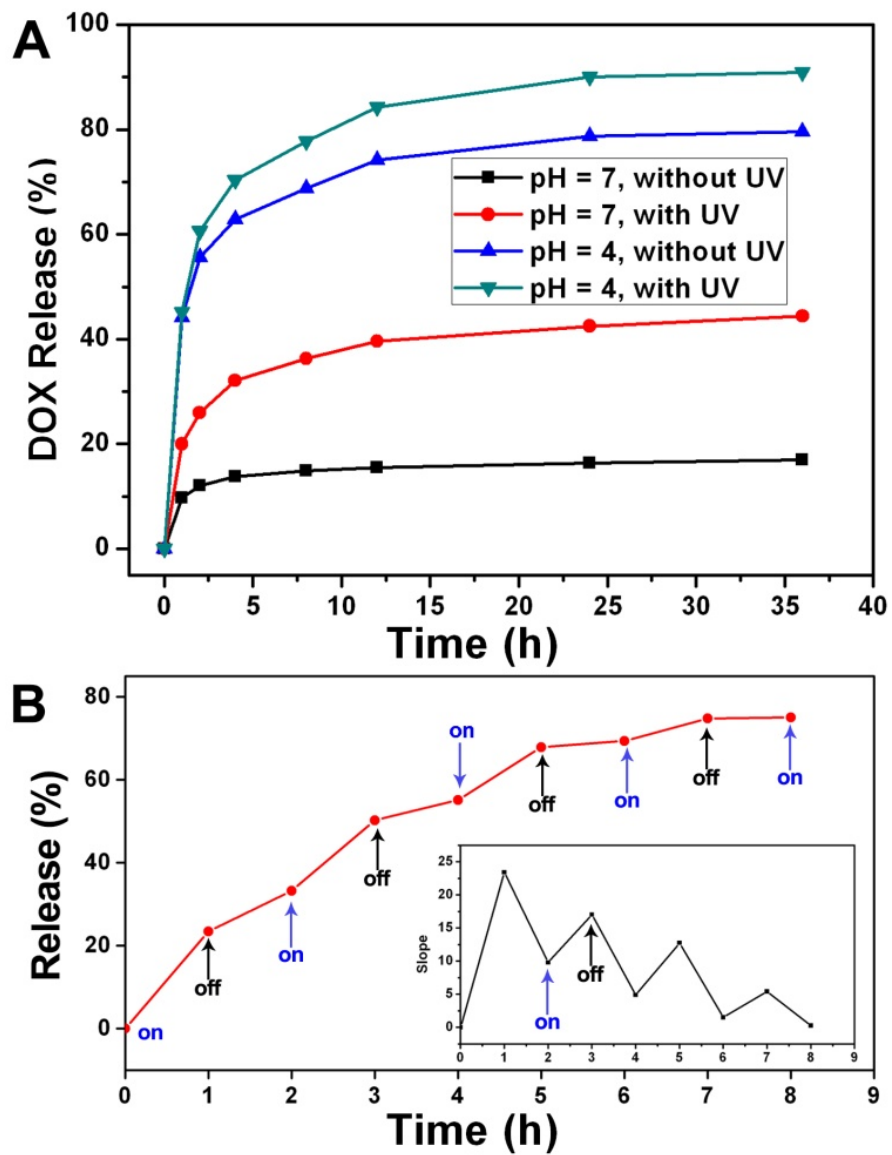 A
100
80
60
40
20
0
DOX Release (%)
pH = 7, without UV
pH = 7, with UV
pH = 4, without UV
pH = 4, with UV
0 5 10 15 20 25 30 35 40
Time (h)
B
80
60
40
20
0
Release (%)
on
off
on
off
on
off
on
off
on
25
20
15
10
5
0
Slope
on
off
0 1 2 3 4 5 6 7 8 9
0 1 2 3 4 5 6 7 8 9
Time (h)